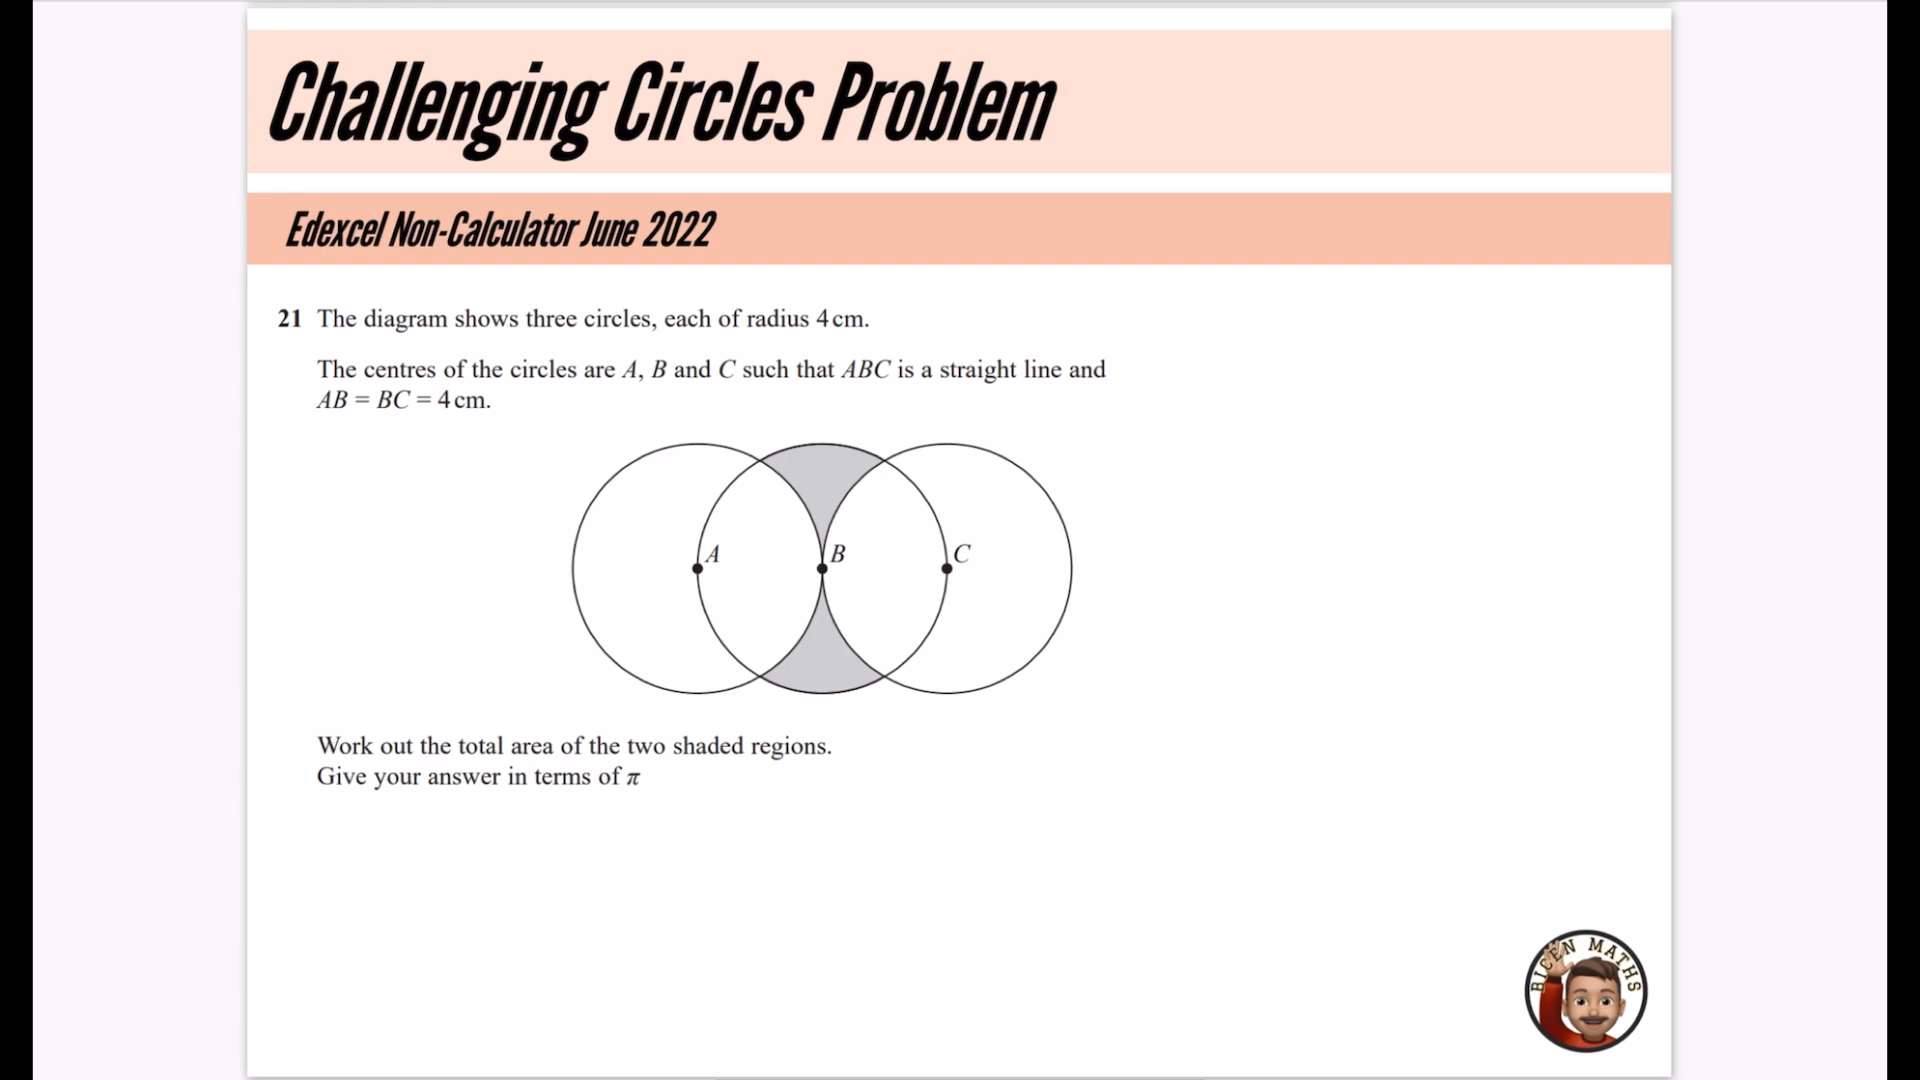 Challenging Circles Problem
Edexcel Non-Calculator June 2022
21 The diagram shows three circles, each of radius 4 cm.
The centres of the circles are A, B and C such that ABC is a straight line and
AB = BC = 4 cm.
A B C
Work out the total area of the two shaded regions.
Give your answer in terms of π
BICEN MATHS